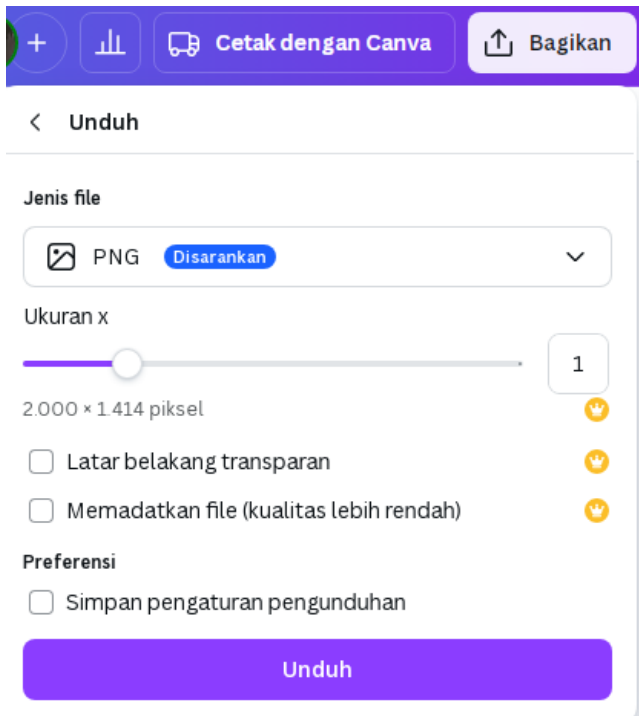 + Cetak dengan Canva Bagikan
Unduh
Jenis file
PNG Disarankan
Ukuran x
1
2.000 × 1.414 piksel
Latar belakang transparan
Memadatkan file (kualitas lebih rendah)
Preferensi
Simpan pengaturan pengunduhan
Unduh